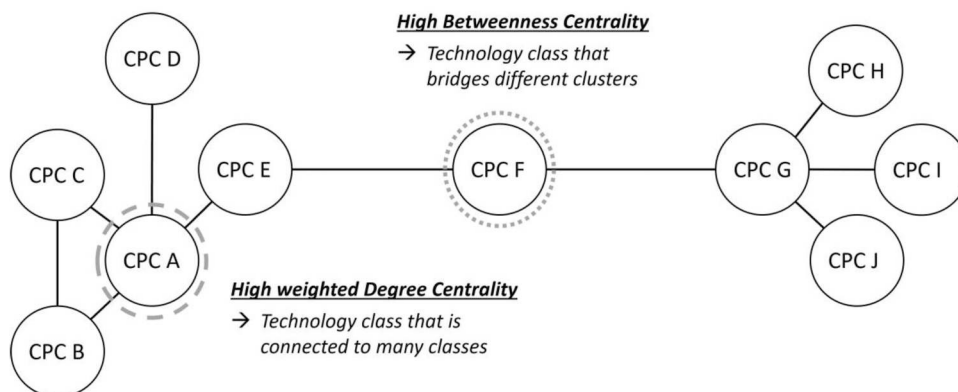 High Betweenness Centrality
→ Technology class that
bridges different clusters
CPC D
CPC H
CPC C
CPC E
CPC F
CPC G
CPC I
CPC A
CPC J
High weighted Degree Centrality
→ Technology class that is
connected to many classes
CPC B